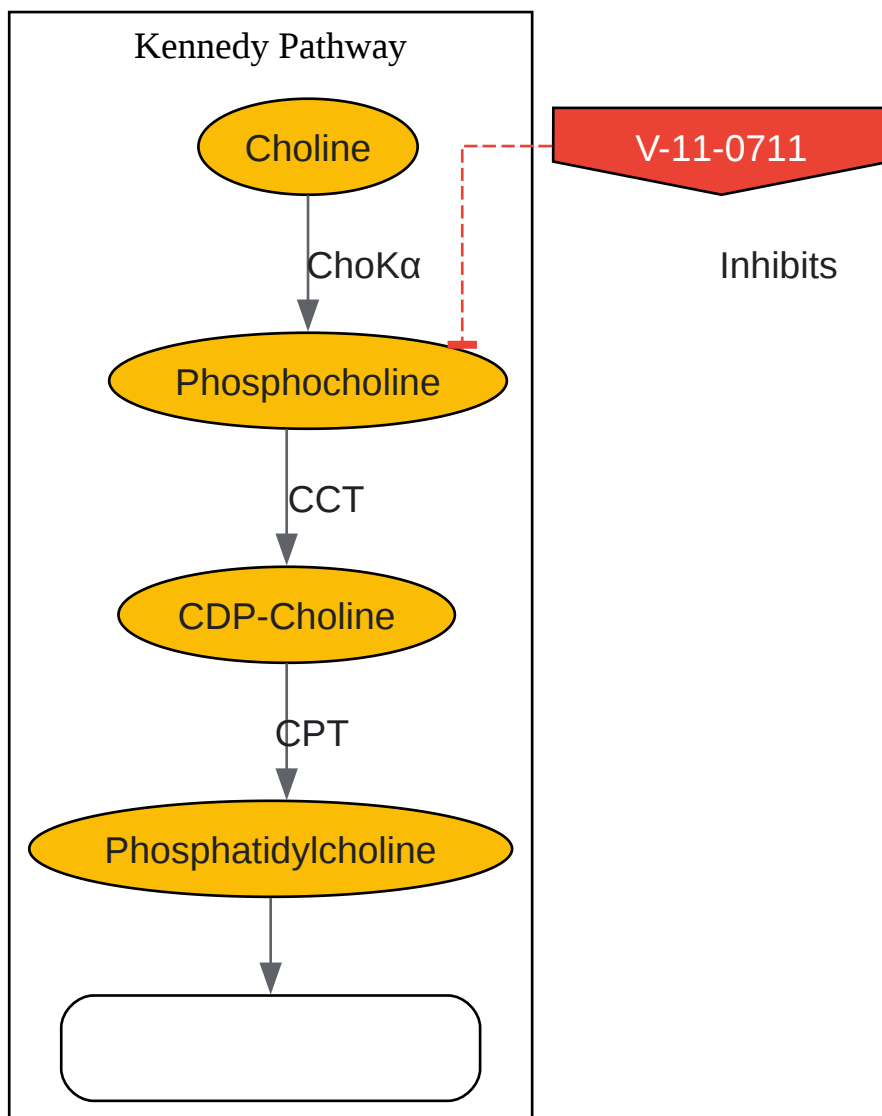 Kennedy Pathway
Choline
V-11-0711
ChoKα
Inhibits
Phosphocholine
CCT
CDP-Choline
CPT
Phosphatidylcholine